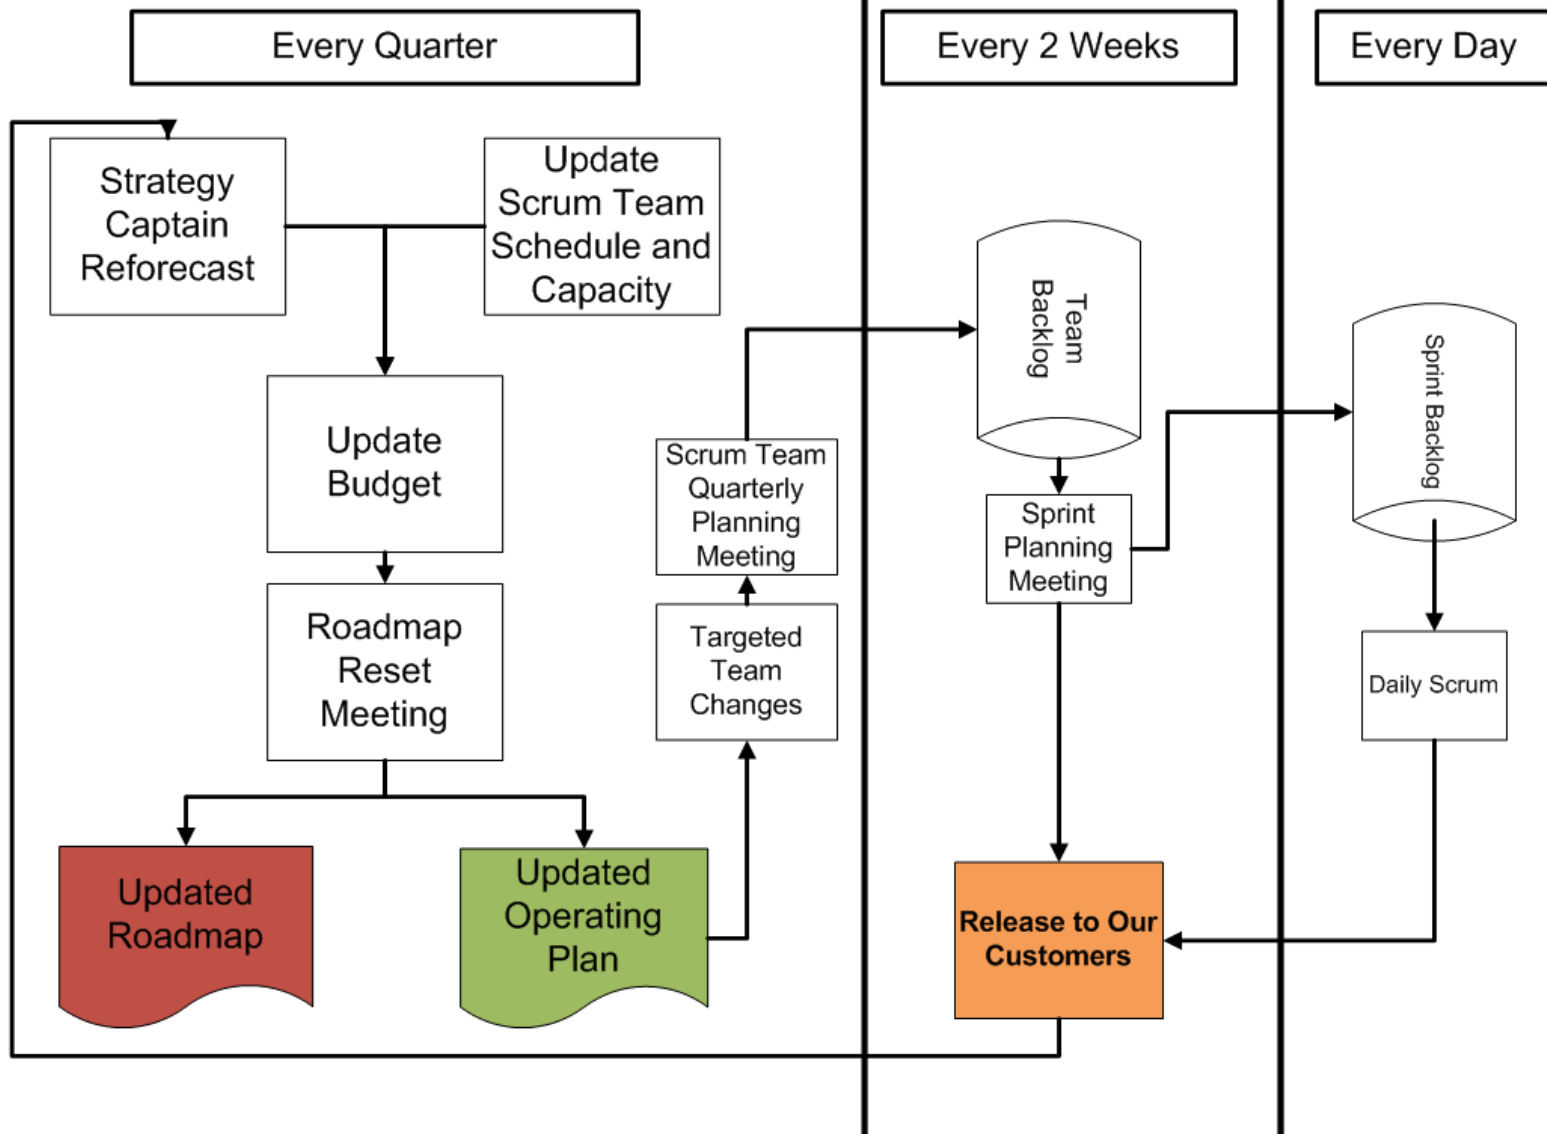 Every Quarter
Every 2 Weeks
Every Day
Strategy
Captain
Reforecast
Update
Scrum Team
Schedule and
Capacity
Update
Budget
Roadmap
Reset
Meeting
Updated
Roadmap
Updated
Operating
Plan
Targeted
Team
Changes
Scrum Team
Quarterly
Planning
Meeting
Team
Backlog
Sprint
Planning
Meeting
Release to Our
Customers
Sprint Backlog
Daily Scrum